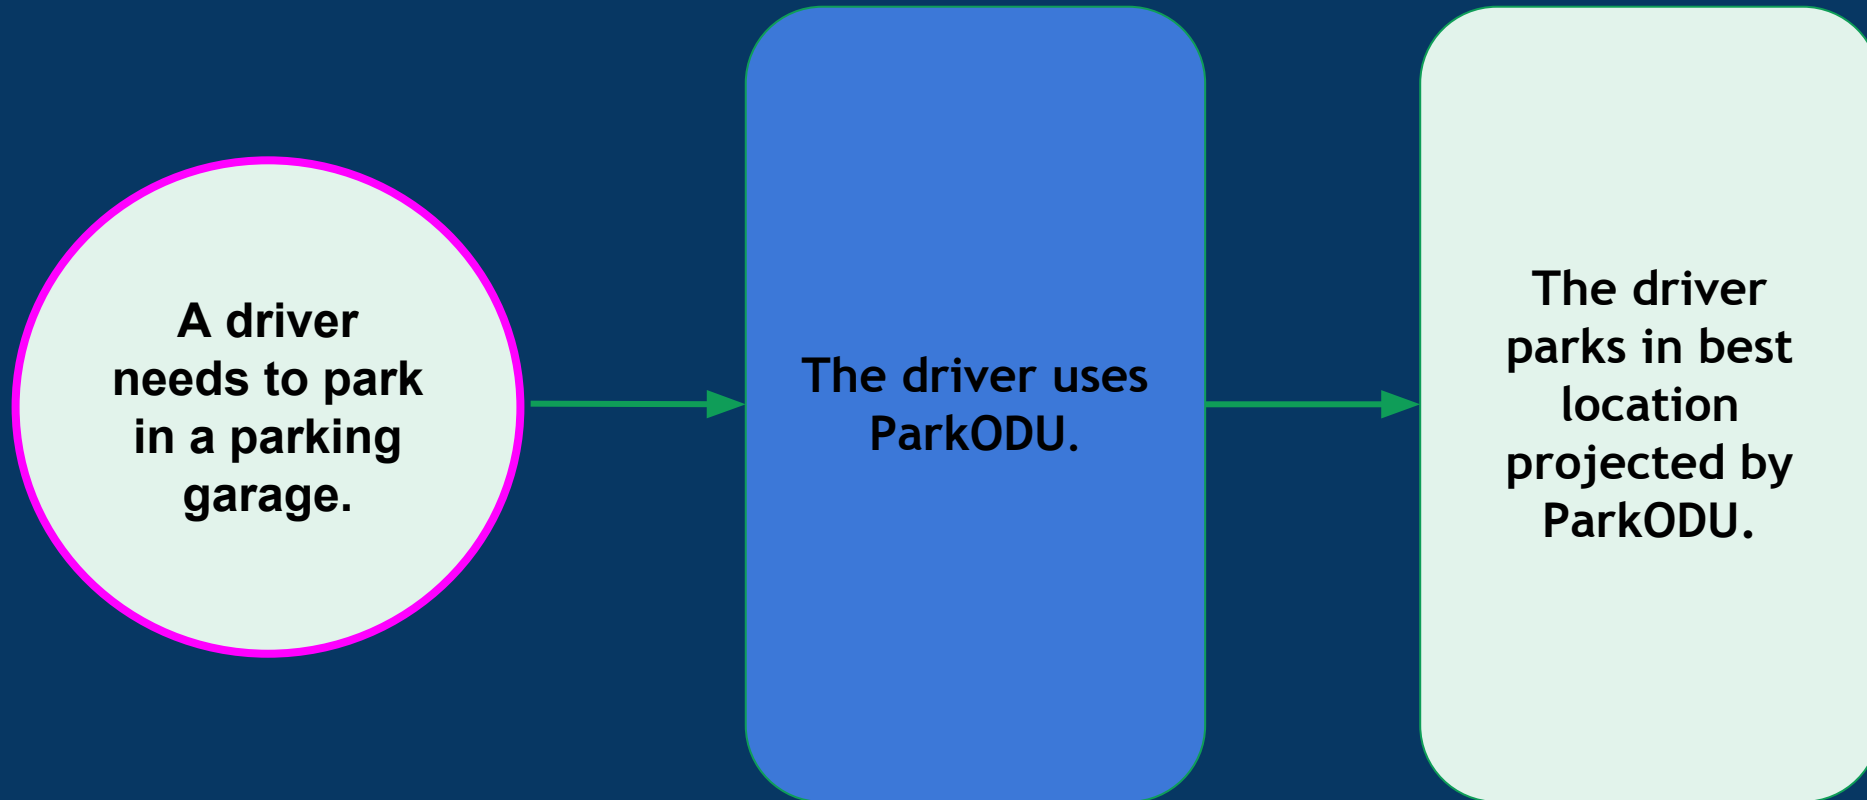 A driver
needs to park
in a parking
garage.
The driver uses
ParkODU.
The driver
parks in best
location
projected by
ParkODU.